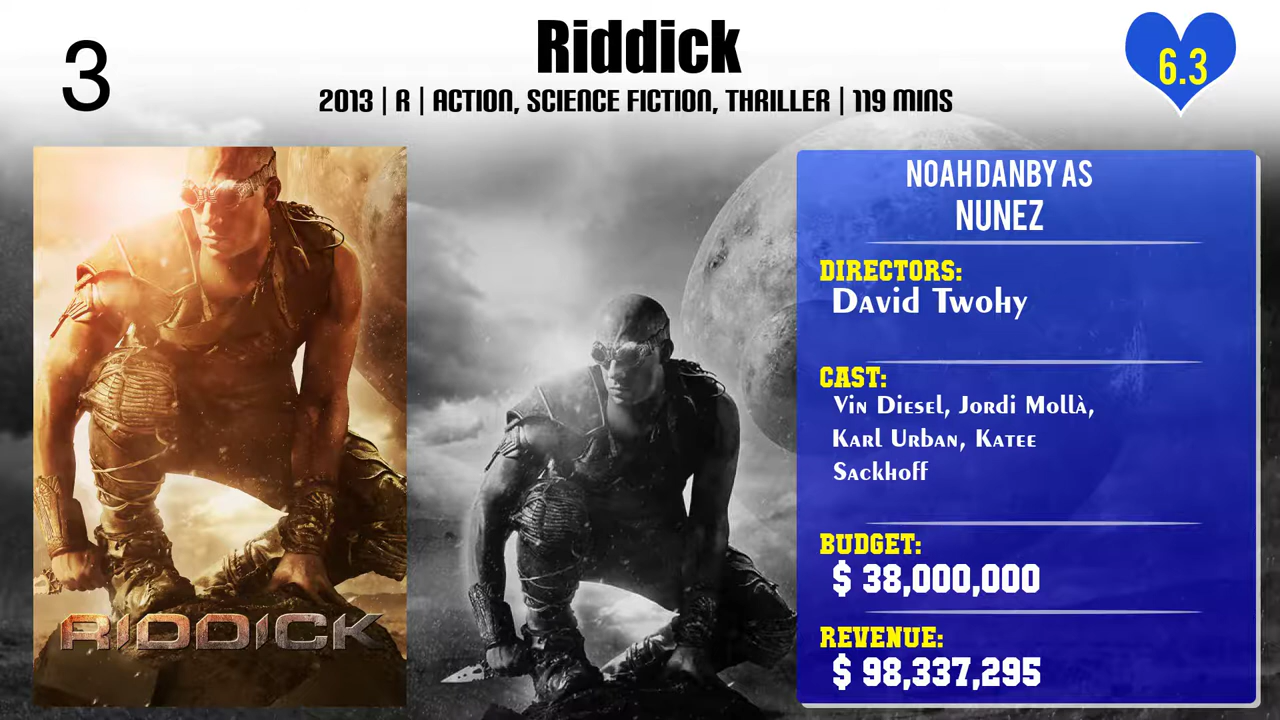 3
Riddick
6.3
2013 | R | ACTION, SCIENCE FICTION, THRILLER | 119 MINS
RIDDICK
NOAH DANBY AS
NUNEZ
DIRECTORS:
David Twohy
CAST:
Vin Diesel, Jordi Mollà,
Karl Urban, Katee
Sackhoff
BUDGET:
$ 38,000,000
REVENUE:
$ 98,337,295